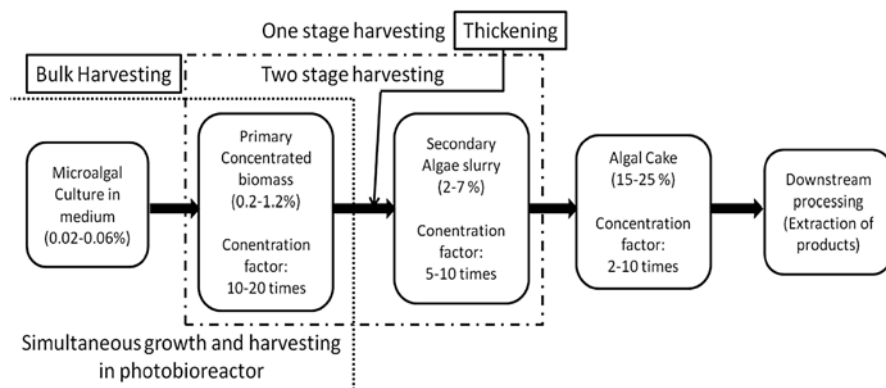 One stage harvesting
Thickening
Bulk Harvesting
Two stage harvesting
Microalgal
Culture in
medium
(0.02-0.06%)
Primary
Concentrated
biomass
(0.2-1.2%)
Conentration
factor:
10-20 times
Secondary
Algae slurry
(2-7 %)
Conentration
factor:
5-10 times
Algal Cake
(15-25 %)
Concentration
factor:
2-10 times
Downstream
processing
(Extraction of
products)
Simultaneous growth and harvesting
in photobioreactor